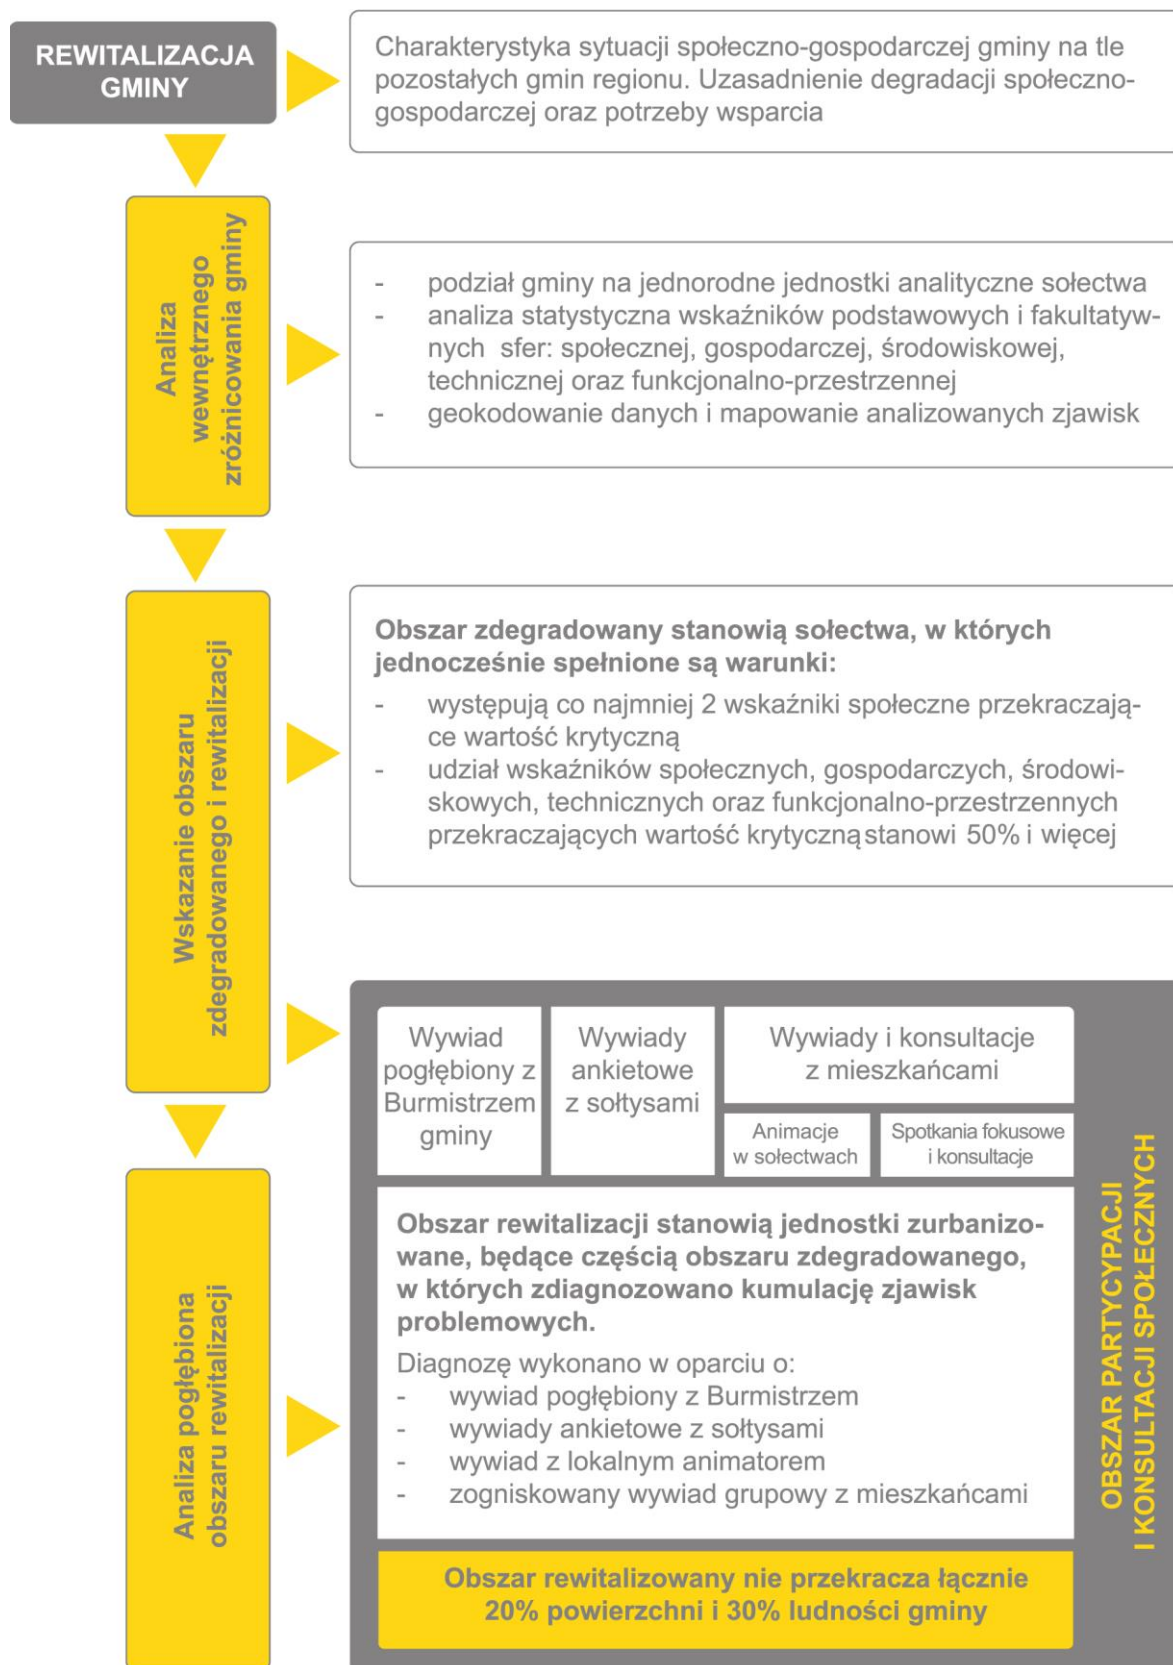 REWITALIZACJA
GMINY
Charakterystyka sytuacji społeczno-gospodarczej gminy na tle
pozostałych gmin regionu. Uzasadnienie degradacji społeczno-
gospodarczej oraz potrzeby wsparcia
Analiza
wewnętrznego
zróżnicowania gminy
- podział gminy na jednorodne jednostki analityczne sołectwa
- analiza statystyczna wskaźników podstawowych i fakultatyw-
nych sfer: społecznej, gospodarczej, środowiskowej,
technicznej oraz funkcjonalno-przestrzennej
- geokodowanie danych i mapowanie analizowanych zjawisk
Wskazanie obszaru
zdegradowanego i rewitalizacji
Obszar zdegradowany stanowią sołectwa, w których
jednocześnie spełnione są warunki:
- występują co najmniej 2 wskaźniki społeczne przekraczają-
ce wartość krytyczną
- udział wskaźników społecznych, gospodarczych, środowi-
skowych, technicznych oraz funkcjonalno-przestrzennych
przekraczających wartość krytyczną stanowi 50% i więcej
Wywiad
pogłębiony z
Burmistrzem
gminy
Wywiady
ankietowe
z sołtysami
Wywiady i konsultacje
z mieszkańcami
Animacje
w sołectwach
Spotkania fokusowe
i konsultacje
Analiza pogłębiona
obszaru rewitalizacji
Obszar rewitalizacji stanowią jednostki zurbanizo-
wane, będące częścią obszaru zdegradowanego,
w których zdiagnozowano kumulację zjawisk
problemowych.
Diagnozę wykonano w oparciu o:
- wywiad pogłębiony z Burmistrzem
- wywiady ankietowe z sołtysami
- wywiad z lokalnym animatorem
- zogniskowany wywiad grupowy z mieszkańcami
Obszar rewitalizowany nie przekracza łącznie
20% powierzchni i 30% ludności gminy
OBSZAR PARTYCYPACJI
I KONSULTACJI SPOŁECZNYCH